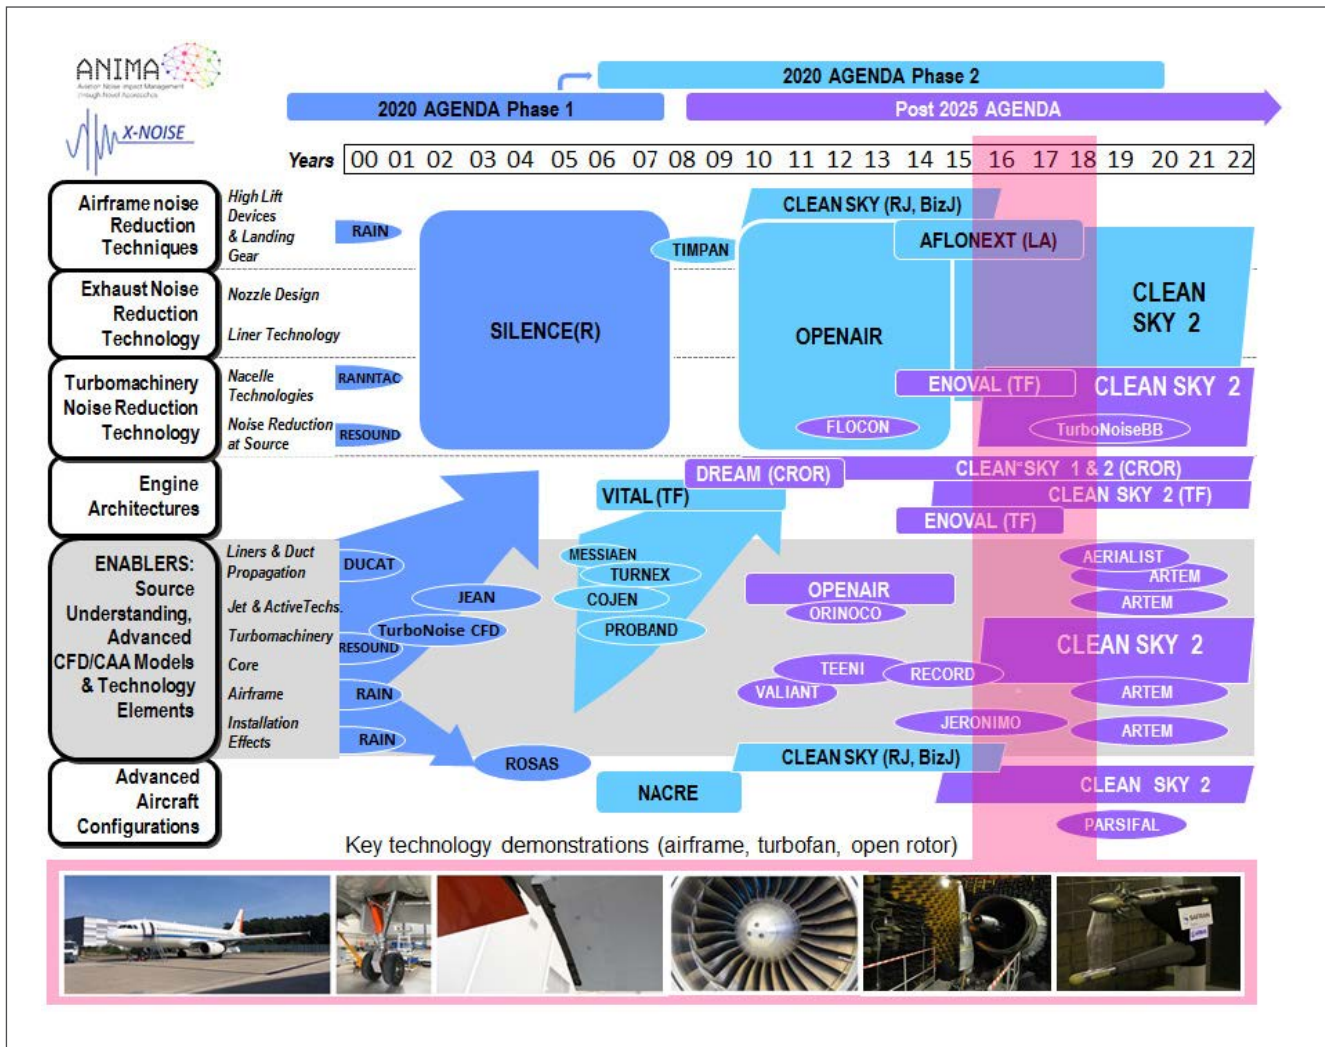 ANIMA
Aviation Noise Impact Management
through Novel Approaches
X-NOISE
2020 AGENDA Phase 2
2020 AGENDA Phase 1
Post 2025 AGENDA
Years 00 01 02 03 04 05 06 07 08 09 10 11 12 13 14 15 16 17 18 19 20 21 22
Airframe noise
Reduction
Techniques
High Lift
Devices
& Landing
Gear
RAIN
TIMPAN
CLEAN SKY (RJ, BizJ)
AFLONEXT (LA)
Exhaust Noise
Reduction
Technology
Nozzle Design
Liner Technology
SILENCE(R)
OPENAIR
CLEAN
SKY 2
Turbomachinery
Noise Reduction
Technology
Nacelle
Technologies
Noise Reduction
at Source
RANNTAC
RESOUND
ENOVAL (TF)
CLEAN SKY 2
FLOCON
TurboNoiseBB
Engine
Architectures
VITAL (TF)
DREAM (CROR)
CLEAN SKY 1 & 2 (CROR)
CLEAN SKY 2 (TF)
ENOVAL (TF)
ENABLERS:
Source
Understanding,
Advanced
CFD/CAA Models
& Technology
Elements
Liners & Duct
Propagation
Jet & ActiveTechs.
Turbomachinery
Core
Airframe
Installation
Effects
DUCAT
JEAN
TurboNoise CFD
RESOUND
RAIN
RAIN
MESSIAEN
TURNEX
COJEN
PROBAND
OPENAIR
ORINOCO
TEENI
VALIANT
RECORD
JERONIMO
AERIALIST
ARTEM
ARTEM
CLEAN SKY 2
ARTEM
ARTEM
Advanced
Aircraft
Configurations
ROSAS
NACRE
CLEAN SKY (RJ, BizJ)
CLEAN SKY 2
PARSIFAL
Key technology demonstrations (airframe, turbofan, open rotor)
SAFRAN